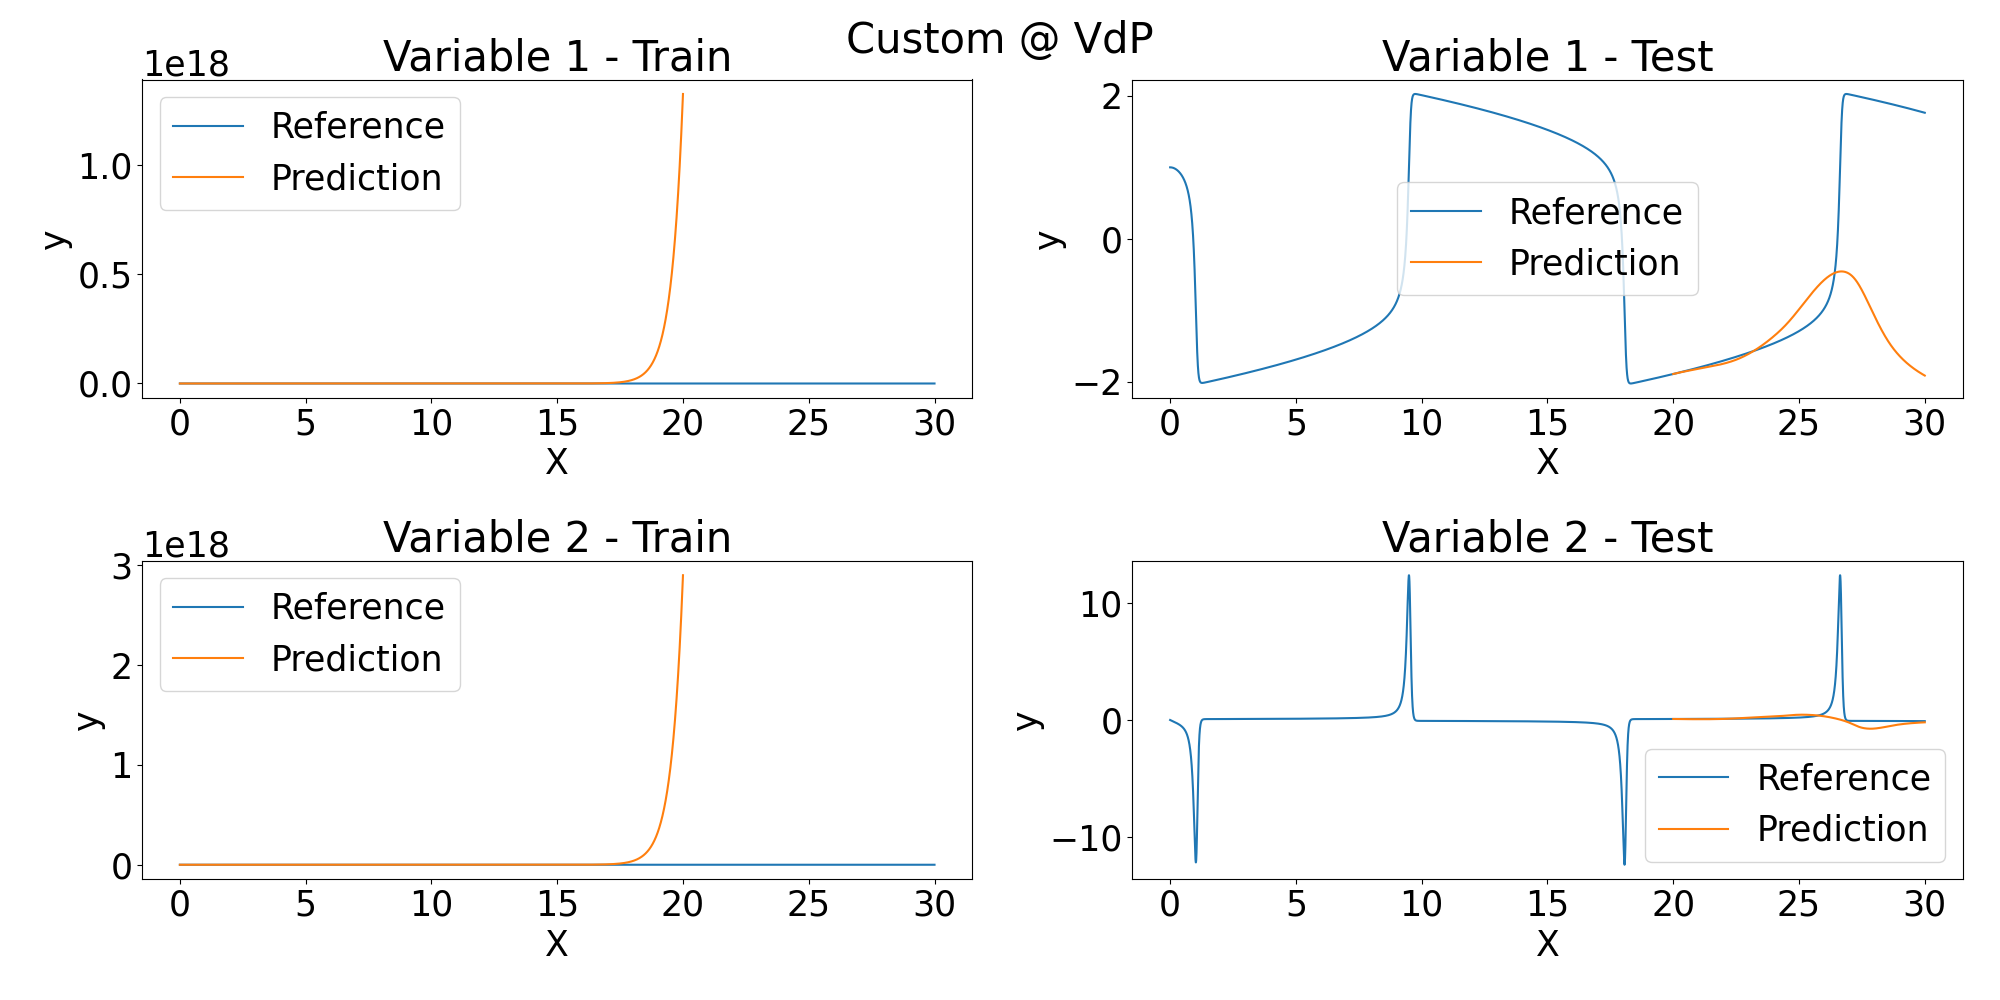 Custom @ VdP
Variable 1 - Train
1e18
1.0
0.5
0.0
y
Reference
Prediction
0 5 10 15 20 25 30
X
Variable 1 - Test
2
0
−2
y
Reference
Prediction
0 5 10 15 20 25 30
X
Variable 2 - Train
1e18
3
2
1
0
y
Reference
Prediction
0 5 10 15 20 25 30
X
Variable 2 - Test
10
0
−10
y
Reference
Prediction
0 5 10 15 20 25 30
X